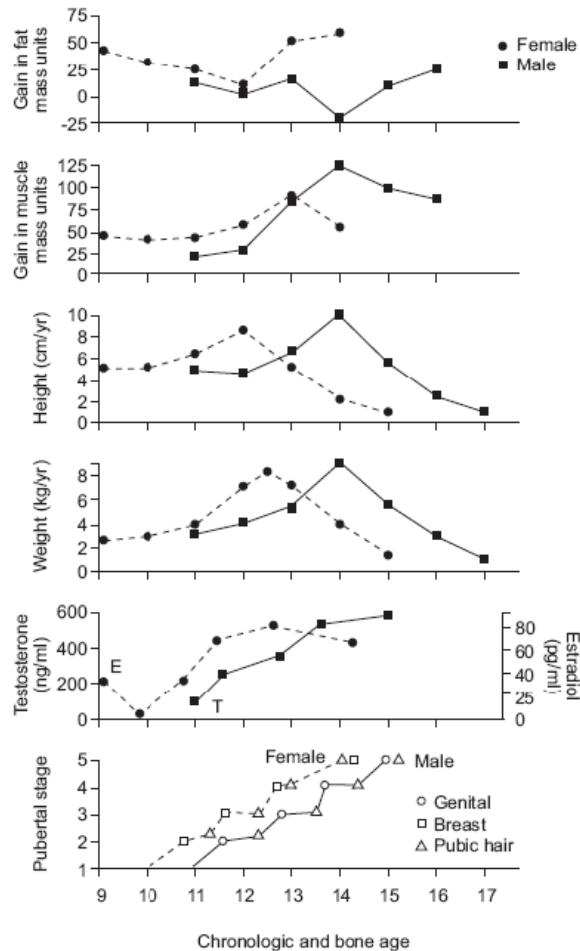 Gain in fat
mass units
75
50
25
0
-25
Female
Male
Gain in muscle
mass units
125
100
75
50
25
0
Height (cm/yr)
10
8
6
4
2
0
Weight (kg/yr)
8
6
4
2
0
Testosterone
(ng/ml)
600
400
200
0
E
T
80
60
40
25
0
Estradiol
(pg/ml)
Pubertal stage
5
4
3
2
1
Female
Male
Genital
Breast
Pubic hair
9 10 11 12 13 14 15 16 17
Chronologic and bone age